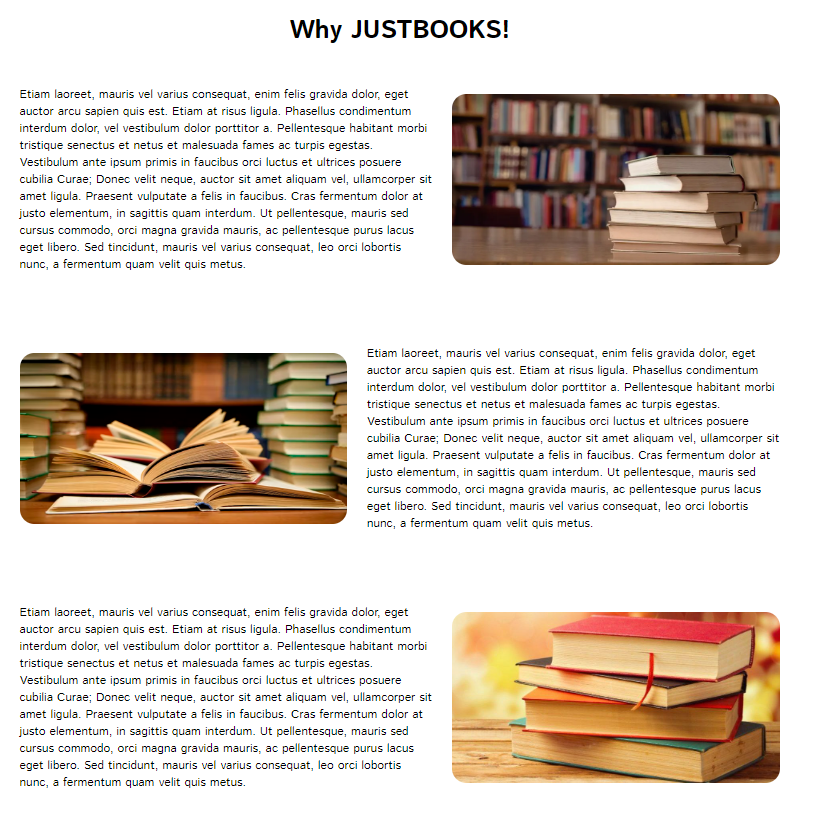 Why JUSTBOOKS!
Etiam laoreet, mauris vel varius consequat, enim felis gravida dolor, eget
auctor arcu sapien quis est. Etiam at risus ligula. Phasellus condimentum
interdum dolor, vel vestibulum dolor porttitor a. Pellentesque habitant morbi
tristique senectus et netus et malesuada fames ac turpis egestas.
Vestibulum ante ipsum primis in faucibus orci luctus et ultrices posuere
cubilia Curae; Donec velit neque, auctor sit amet aliquam vel, ullamcorper sit
amet ligula. Praesent vulputate a felis in faucibus. Cras fermentum dolor at
justo elementum, in sagittis quam interdum. Ut pellentesque, mauris sed
cursus commodo, orci magna gravida mauris, ac pellentesque purus lacus
eget libero. Sed tincidunt, mauris vel varius consequat, leo orci lobortis
nunc, a fermentum quam velit quis metus.
Etiam laoreet, mauris vel varius consequat, enim felis gravida dolor, eget
auctor arcu sapien quis est. Etiam at risus ligula. Phasellus condimentum
interdum dolor, vel vestibulum dolor porttitor a. Pellentesque habitant morbi
tristique senectus et netus et malesuada fames ac turpis egestas.
Vestibulum ante ipsum primis in faucibus orci luctus et ultrices posuere
cubilia Curae; Donec velit neque, auctor sit amet aliquam vel, ullamcorper sit
amet ligula. Praesent vulputate a felis in faucibus. Cras fermentum dolor at
justo elementum, in sagittis quam interdum. Ut pellentesque, mauris sed
cursus commodo, orci magna gravida mauris, ac pellentesque purus lacus
eget libero. Sed tincidunt, mauris vel varius consequat, leo orci lobortis
nunc, a fermentum quam velit quis metus.
Etiam laoreet, mauris vel varius consequat, enim felis gravida dolor, eget
auctor arcu sapien quis est. Etiam at risus ligula. Phasellus condimentum
interdum dolor, vel vestibulum dolor porttitor a. Pellentesque habitant morbi
tristique senectus et netus et malesuada fames ac turpis egestas.
Vestibulum ante ipsum primis in faucibus orci luctus et ultrices posuere
cubilia Curae; Donec velit neque, auctor sit amet aliquam vel, ullamcorper sit
amet ligula. Praesent vulputate a felis in faucibus. Cras fermentum dolor at
justo elementum, in sagittis quam interdum. Ut pellentesque, mauris sed
cursus commodo, orci magna gravida mauris, ac pellentesque purus lacus
eget libero. Sed tincidunt, mauris vel varius consequat, leo orci lobortis
nunc, a fermentum quam velit quis metus.